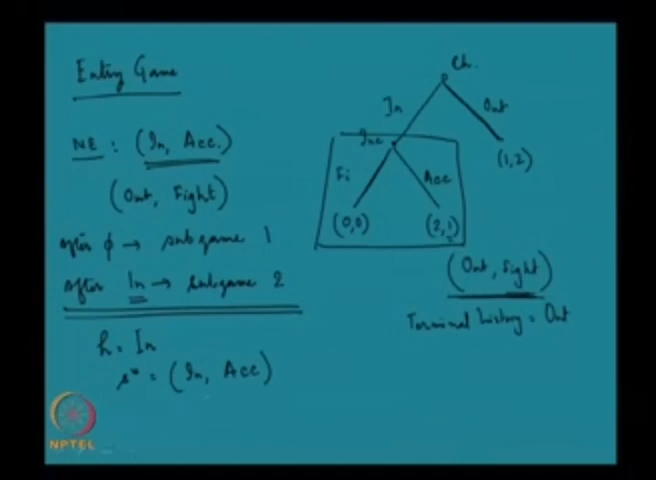 Entry Game
NE : (In, Acc.)
(Out, Fight)
after φ → subgame 1
after In → subgame 2
h = In
s* = (In, Acc)
Ch.
In
Out
Inc
(1,2)
Fi
Acc
(0,0)
(2,1)
(Out, Fight)
Terminal history = Out
NPTEL